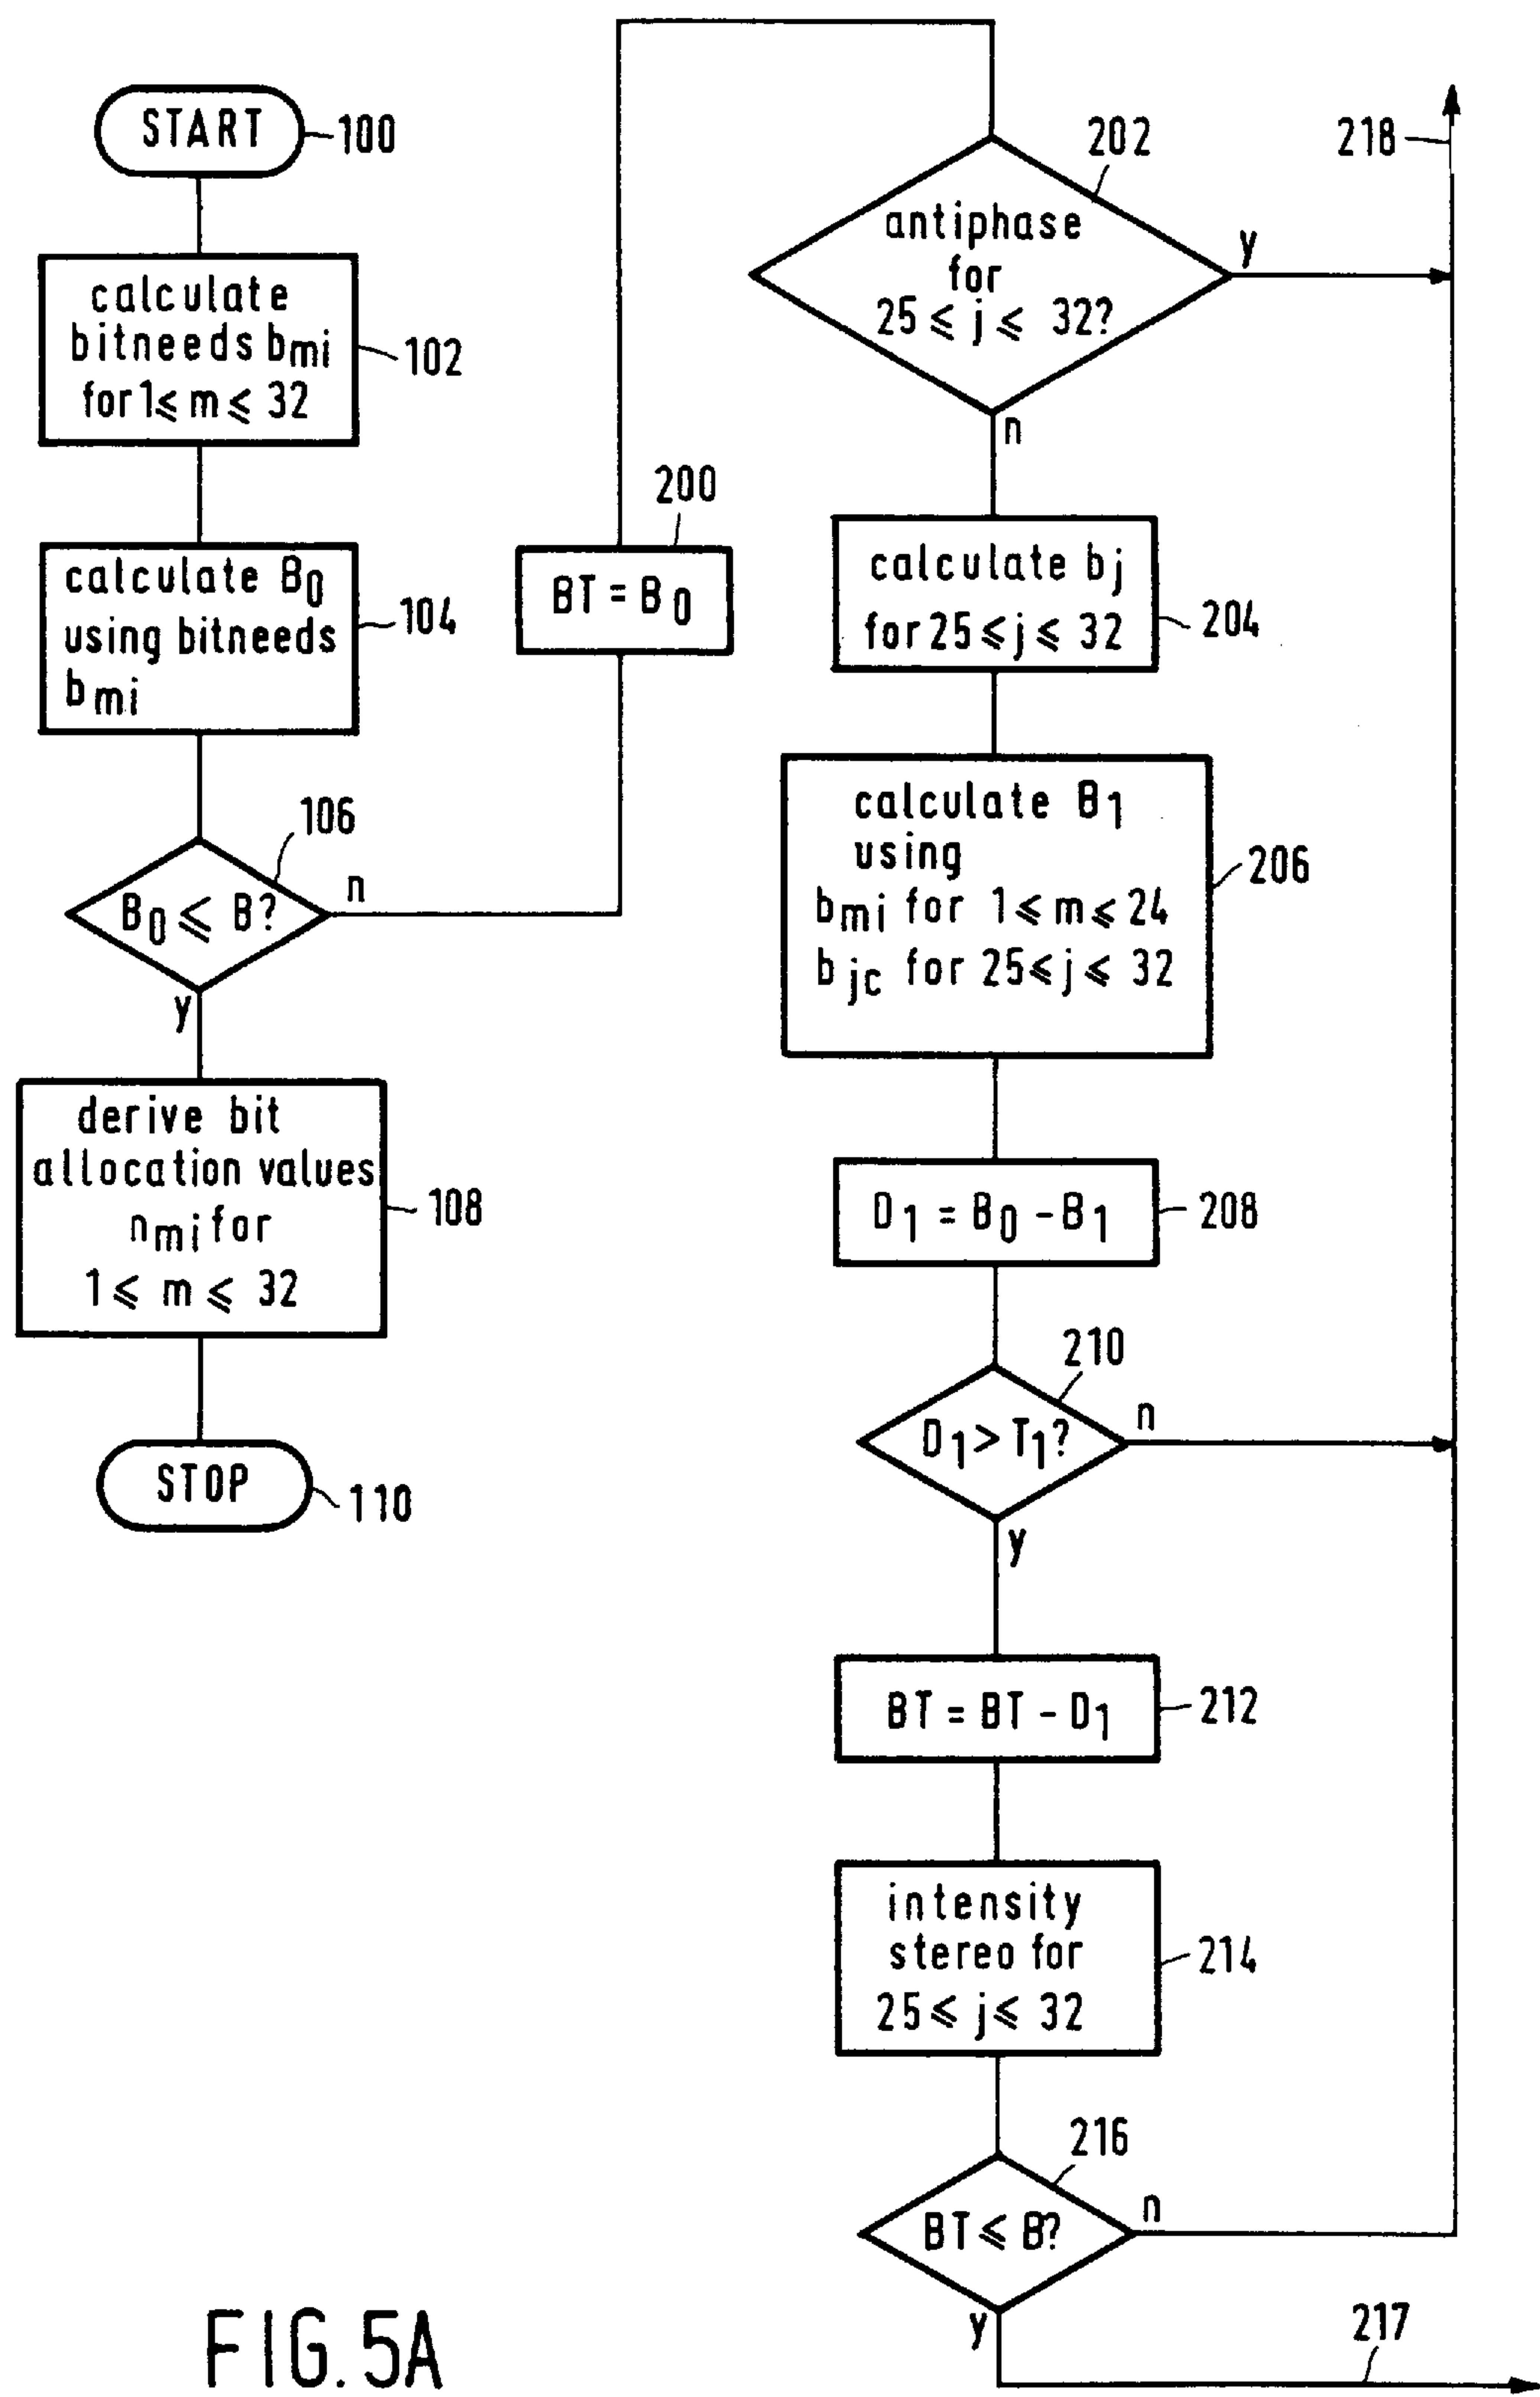 START
100
calculate
bitneeds bmi
for 1 ⩽ m ⩽ 32
102
calculate B0
using bitneeds
bmi
104
106
B0 ⩽ B?
n
y
derive bit
allocation values
nmi for
1 ⩽ m ⩽ 32
108
STOP
110
200
BT = B0
202
antiphase
for
25 ⩽ j ⩽ 32?
y
n
218
calculate bj
for 25 ⩽ j ⩽ 32
204
calculate B1
using
bmi for 1 ⩽ m ⩽ 24
bjc for 25 ⩽ j ⩽ 32
206
D1 = B0 - B1
208
210
D1 > T1?
n
y
BT = BT - D1
212
intensity
stereo for
25 ⩽ j ⩽ 32
214
216
BT ⩽ B?
n
y
217
FIG. 5A